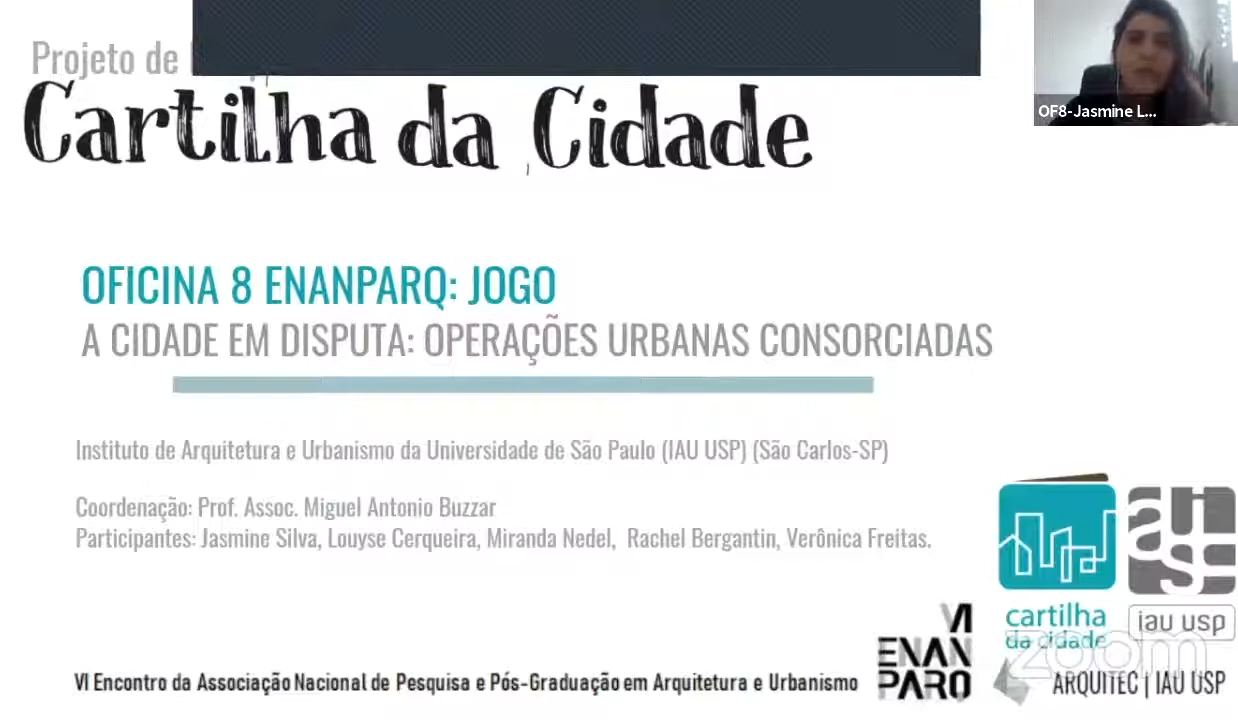 Projeto de
Cartilha da Cidade
OF8-Jasmine L...
OFICINA 8 ENANPARQ: JOGO
A CIDADE EM DISPUTA: OPERAÇÕES URBANAS CONSORCIADAS
Instituto de Arquitetura e Urbanismo da Universidade de São Paulo (IAU USP) (São Carlos-SP)
Coordenação: Prof. Assoc. Miguel Antonio Buzzar
Participantes: Jasmine Silva, Louyse Cerqueira, Miranda Nedel, Rachel Bergantin, Verônica Freitas.
cartilha
da cidade
iau usp
zoom
VI
ENAN
PARQ
VI Encontro da Associação Nacional de Pesquisa e Pós-Graduação em Arquitetura e Urbanismo
ARQUITEC | IAU USP